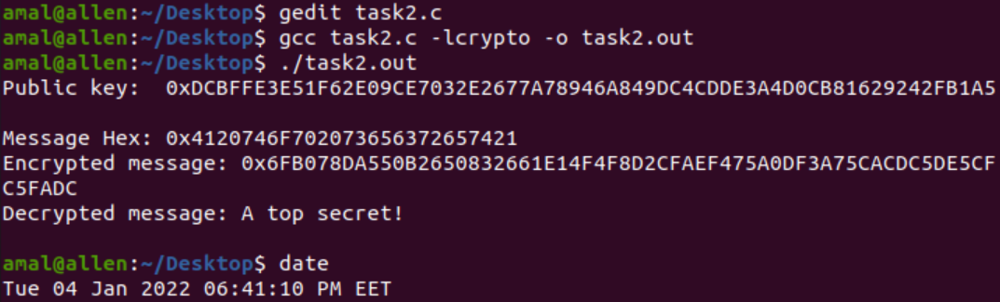 amal@allen:~/Desktop$ gedit task2.c
amal@allen:~/Desktop$ gcc task2.c -lcrypto -o task2.out
amal@allen:~/Desktop$ ./task2.out
Public key:  0xDCBFFE3E51F62E09CE7032E2677A78946A849DC4CDDE3A4D0CB81629242FB1A5
Message Hex: 0x4120746F702073656372657421
Encrypted message: 0x6FB078DA550B2650832661E14F4F8D2CFAEF475A0DF3A75CACDC5DE5CF
C5FADC
Decrypted message: A top secret!
amal@allen:~/Desktop$ date
Tue 04 Jan 2022 06:41:10 PM EET